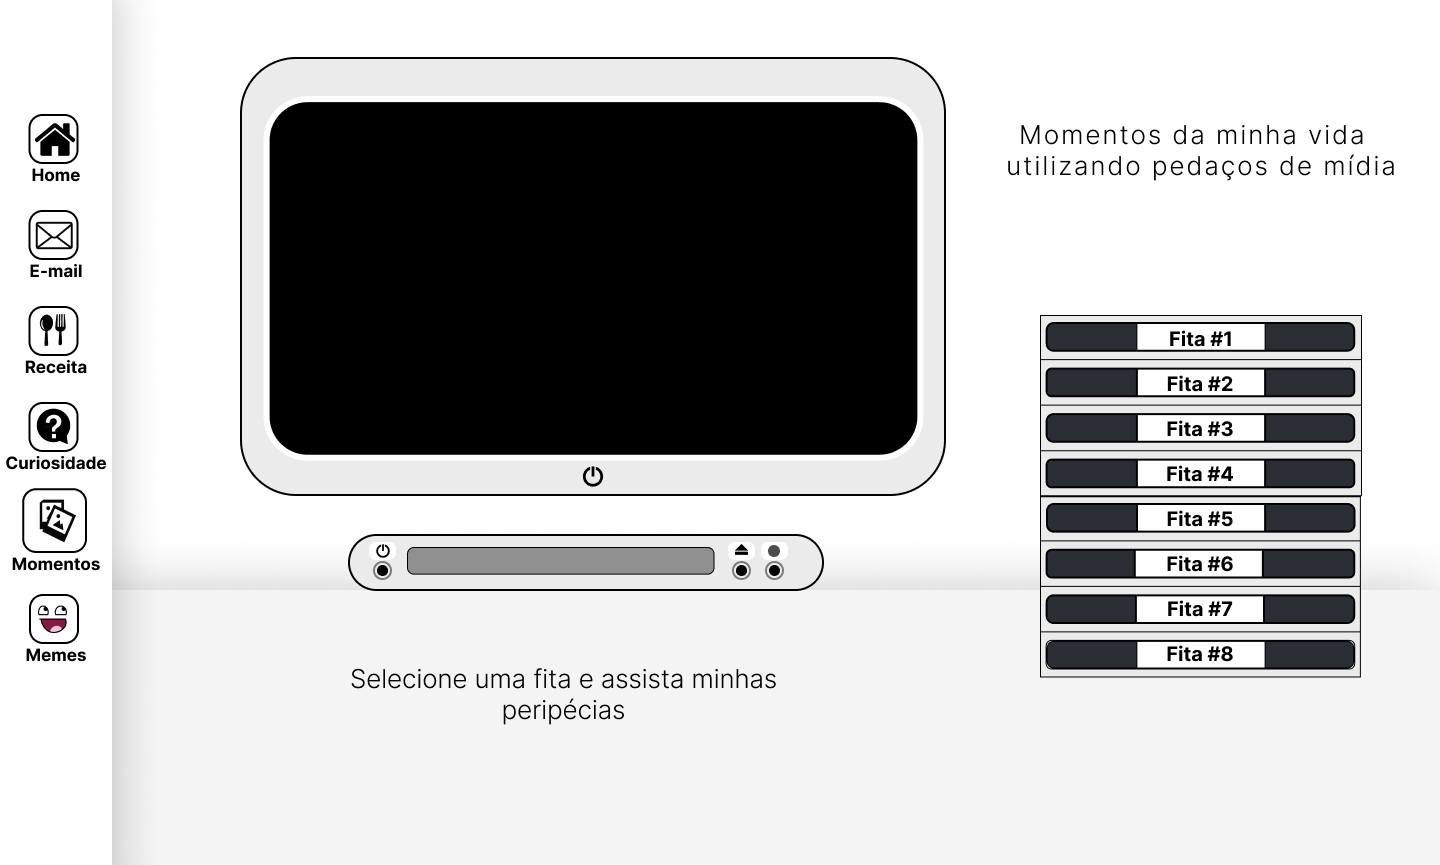 Home
E-mail
Receita
Curiosidade
Momentos
Memes
Momentos da minha vida
utilizando pedaços de mídia
Fita #1
Fita #2
Fita #3
Fita #4
Fita #5
Fita #6
Fita #7
Fita #8
Selecione uma fita e assista minhas
peripécias